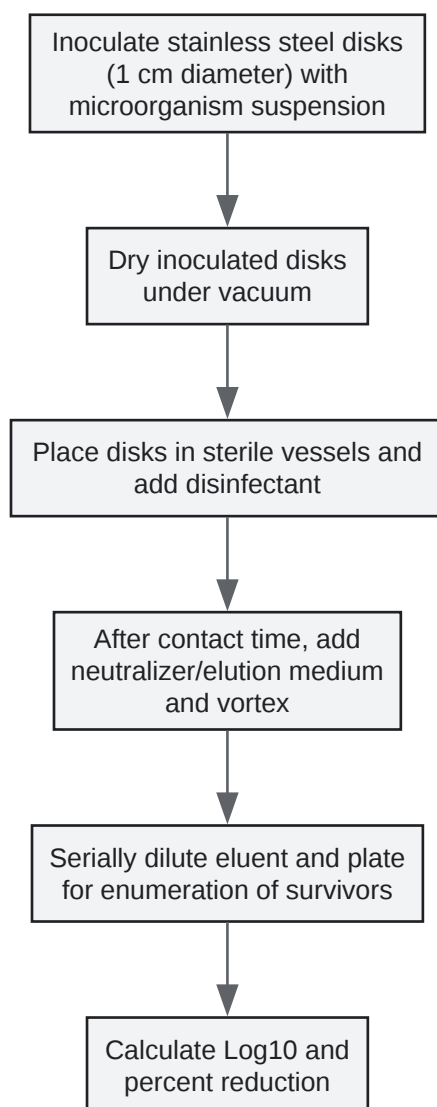 Inoculate stainless steel disks
(1 cm diameter) with
microorganism suspension
Dry inoculated disks
under vacuum
Place disks in sterile vessels and
add disinfectant
After contact time, add
neutralizer/elution medium
and vortex
Serially dilute eluent and plate
for enumeration of survivors
Calculate Log10 and
percent reduction